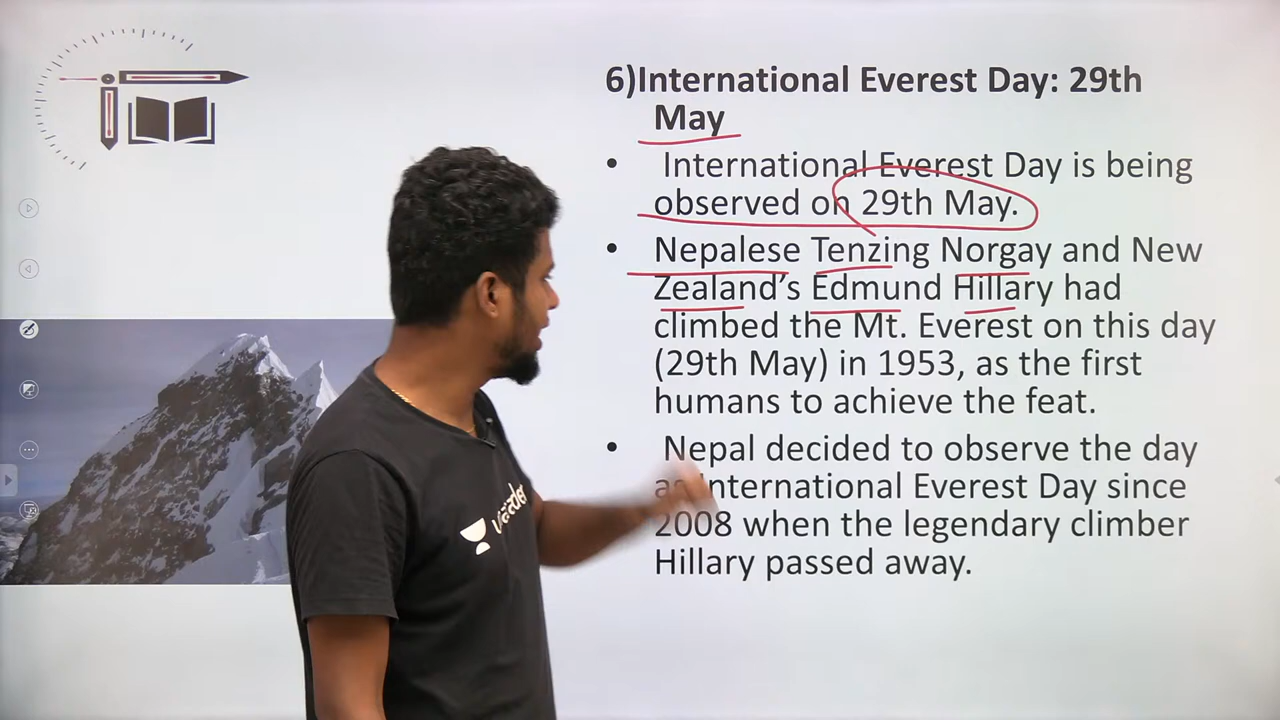 6)International Everest Day: 29th
May
• International Everest Day is being
observed on 29th May.
• Nepalese Tenzing Norgay and New
Zealand’s Edmund Hillary had
climbed the Mt. Everest on this day
(29th May) in 1953, as the first
humans to achieve the feat.
• Nepal decided to observe the day
as International Everest Day since
2008 when the legendary climber
Hillary passed away.